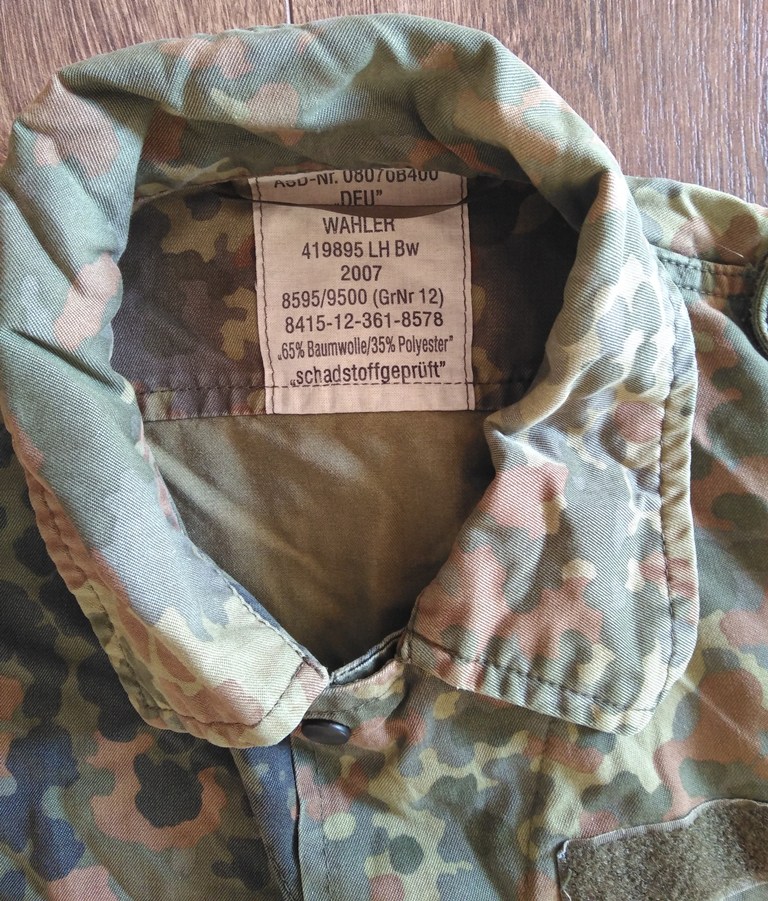 ASD-Nr. 08070B400
„DEU”
WAHLER
419895 LH Bw
2007
8595/9500 (GrNr 12)
8415-12-361-8578
„65% Baumwolle/35% Polyester”
„schadstoffgeprüft”